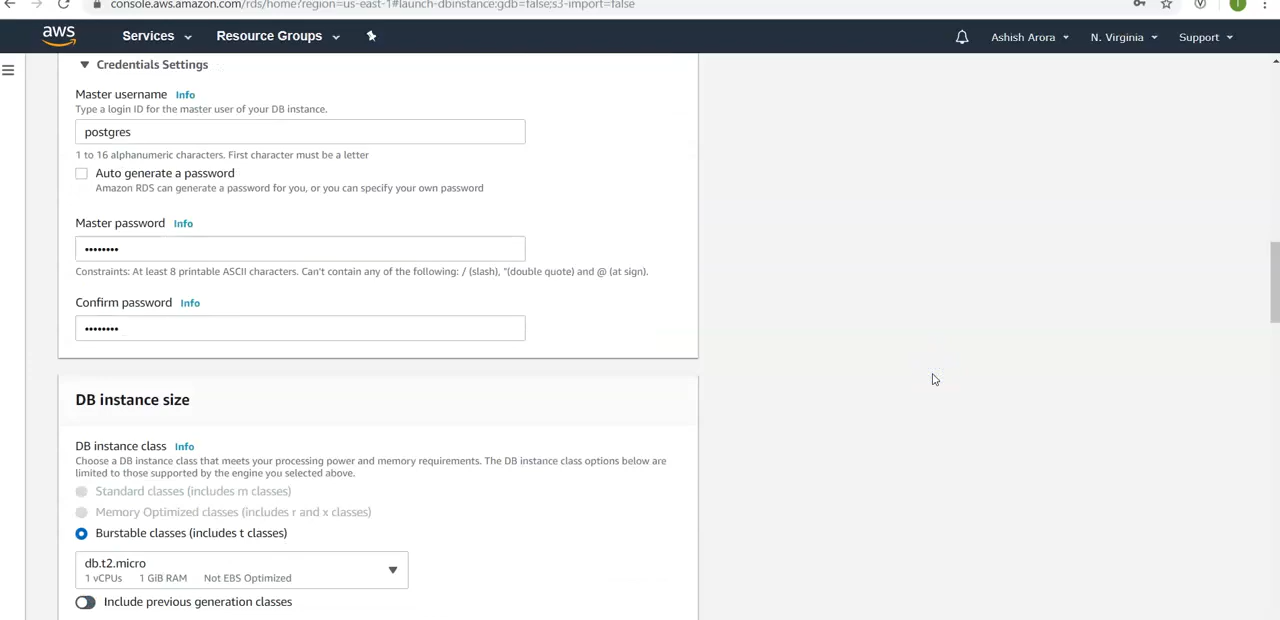 console.aws.amazon.com/rds/home?region=us-east-1#launch-dbinstance:gdb=false;s3-import=false
aws Services Resource Groups Ashish Arora N. Virginia Support
Credentials Settings
Master username Info
Type a login ID for the master user of your DB instance.
postgres
1 to 16 alphanumeric characters. First character must be a letter
Auto generate a password
Amazon RDS can generate a password for you, or you can specify your own password
Master password Info
••••••••
Constraints: At least 8 printable ASCII characters. Can't contain any of the following: / (slash), "(double quote) and @ (at sign).
Confirm password Info
••••••••
DB instance size
DB instance class Info
Choose a DB instance class that meets your processing power and memory requirements. The DB instance class options below are
limited to those supported by the engine you selected above.
Standard classes (includes m classes)
Memory Optimized classes (includes r and x classes)
Burstable classes (includes t classes)
db.t2.micro
1 vCPUs 1 GiB RAM Not EBS Optimized
Include previous generation classes